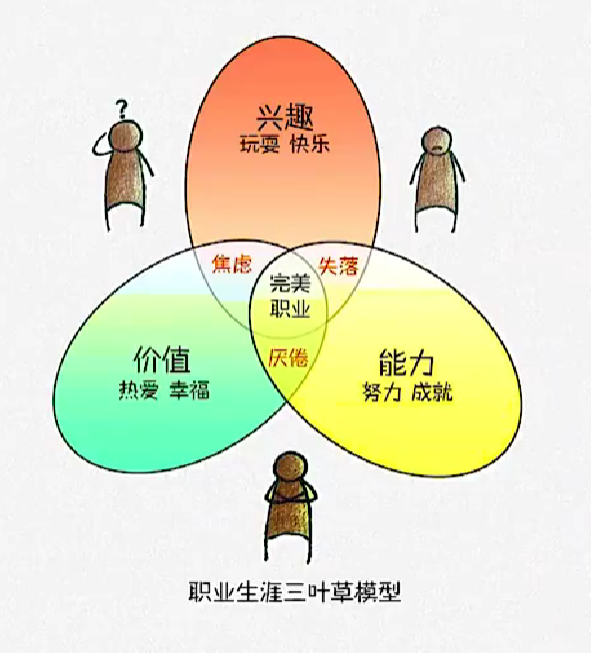 ?
兴趣
玩耍 快乐
焦虑
失落
完美
职业
价值
热爱 幸福
厌倦
能力
努力 成就
职业生涯三叶草模型